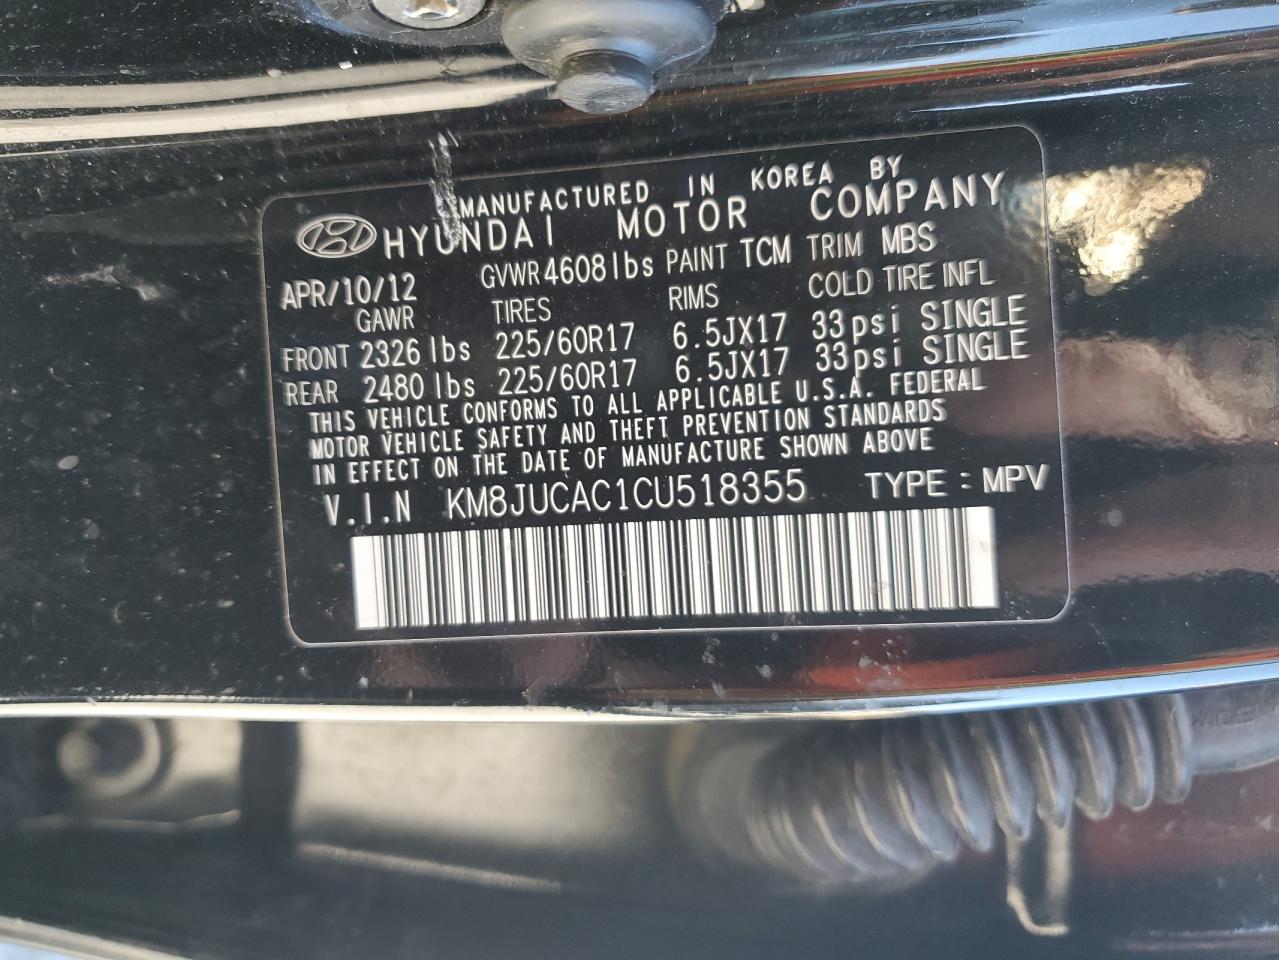 MANUFACTURED IN KOREA BY
HYUNDAI MOTOR COMPANY
APR/10/12 GVWR 4608 lbs PAINT TCM TRIM MBS
GAWR TIRES RIMS COLD TIRE INFL
FRONT 2326 lbs 225/60R17 6.5JX17 33psi SINGLE
REAR 2480 lbs 225/60R17 6.5JX17 33psi SINGLE
THIS VEHICLE CONFORMS TO ALL APPLICABLE U.S.A. FEDERAL
MOTOR VEHICLE SAFETY AND THEFT PREVENTION STANDARDS
IN EFFECT ON THE DATE OF MANUFACTURE SHOWN ABOVE
V.I.N KM8JUCAC1CU518355 TYPE : MPV